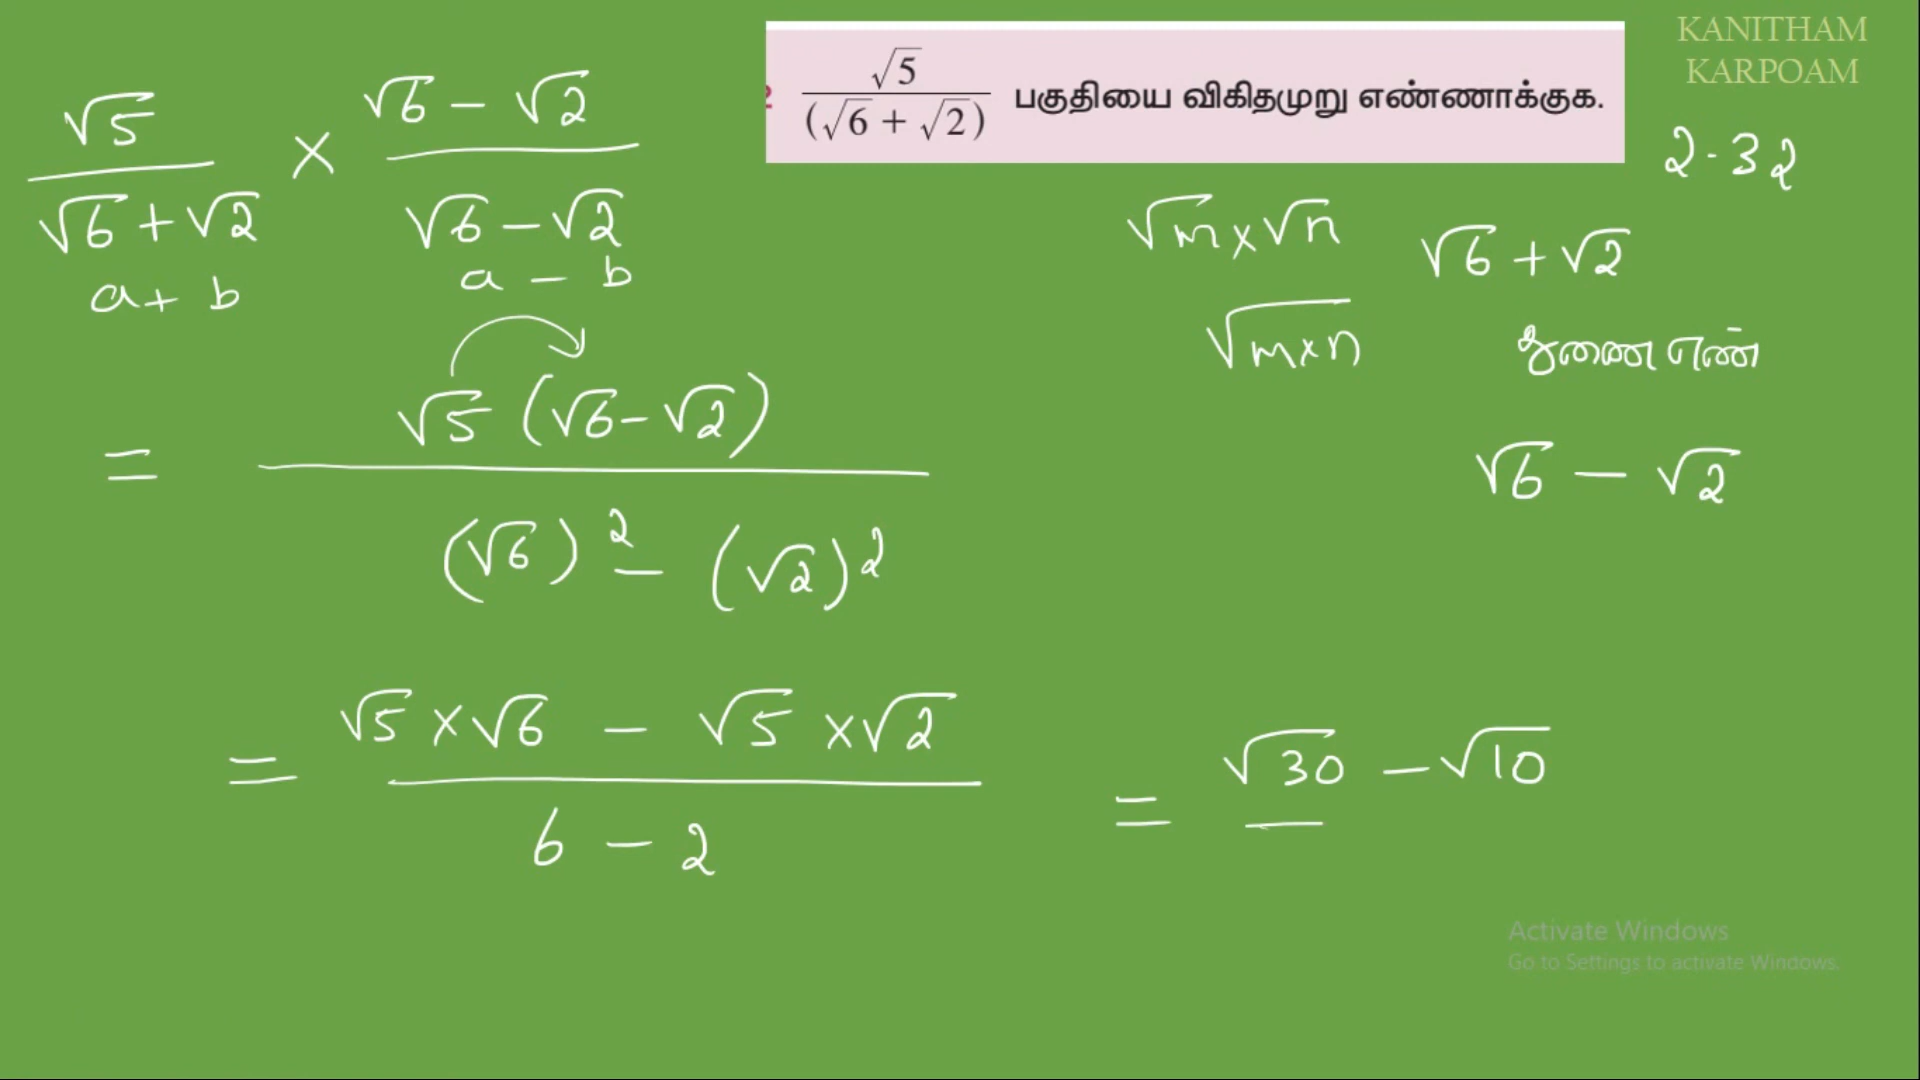 KANITHAM
KARPOAM
√5 / (√6 + √2) பகுதியை விகிதமுறு எண்ணாக்குக.
2.32
√5 / √6 + √2 × √6 - √2 / √6 - √2
a + b a - b
√m × √n
√m×n
√6 + √2
துணை எண்
√6 - √2
= √5 (√6 - √2) / (√6)² - (√2)²
= √5 × √6 - √5 × √2 / 6 - 2
= √30 - √10
Activate Windows
Go to Settings to activate Windows.